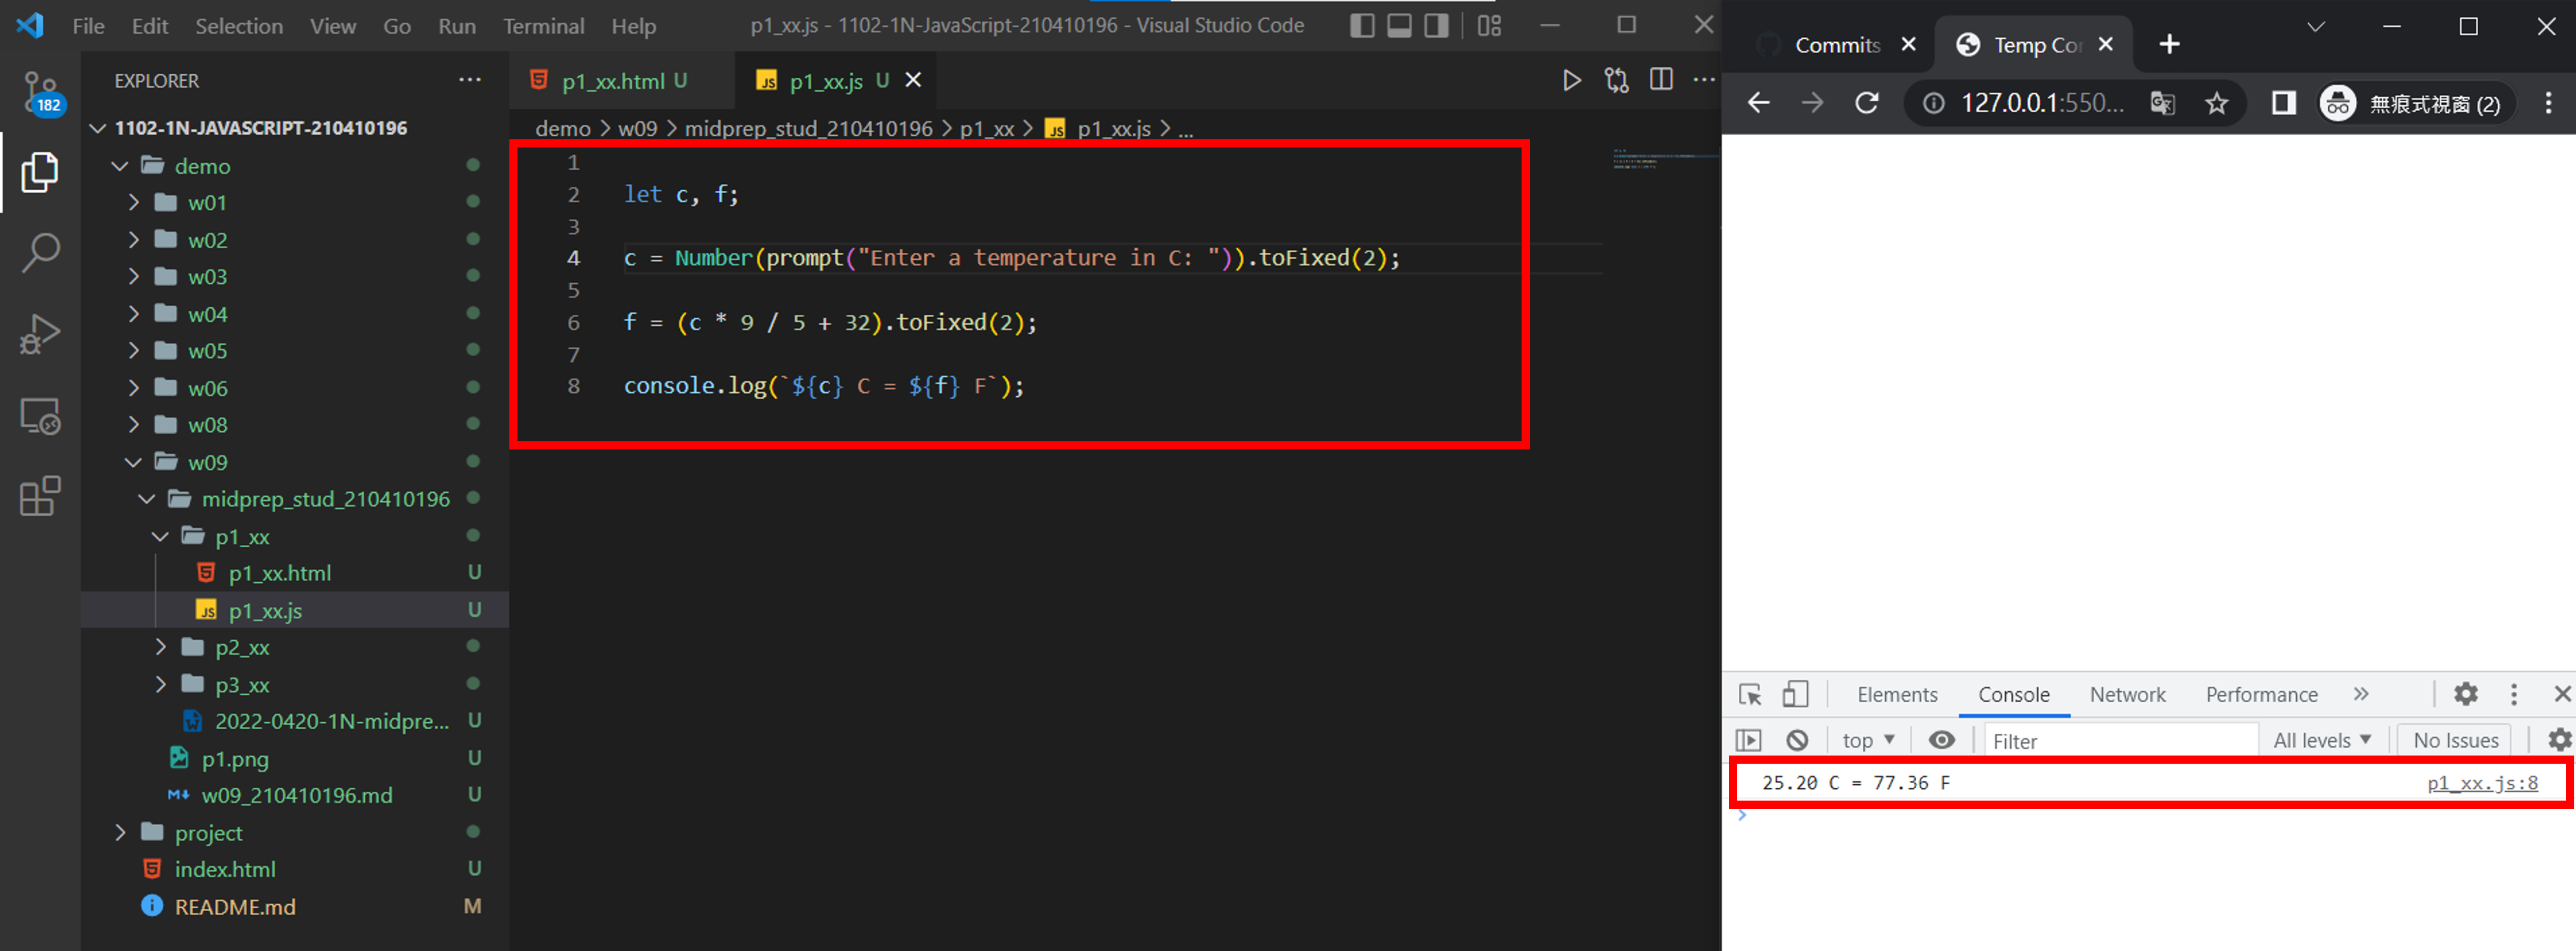 File Edit Selection View Go Run Terminal Help
p1_xx.js - 1102-1N-JavaScript-210410196 - Visual Studio Code
182
EXPLORER
1102-1N-JAVASCRIPT-210410196
demo
w01
w02
w03
w04
w05
w06
w08
w09
midprep_stud_210410196
p1_xx
p1_xx.html U
p1_xx.js U
p2_xx
p3_xx
2022-0420-1N-midpre... U
p1.png U
w09_210410196.md U
project
index.html U
README.md M
p1_xx.html U
JS p1_xx.js U
demo > w09 > midprep_stud_210410196 > p1_xx > JS p1_xx.js > ...
1
2 let c, f;
3
4 c = Number(prompt("Enter a temperature in C: ")).toFixed(2);
5
6 f = (c * 9 / 5 + 32).toFixed(2);
7
8 console.log(`${c} C = ${f} F`);
Commits
Temp Cor
127.0.0.1:550...
無痕式視窗 (2)
Elements Console Network Performance
top Filter All levels No Issues
25.20 C = 77.36 F p1_xx.js:8